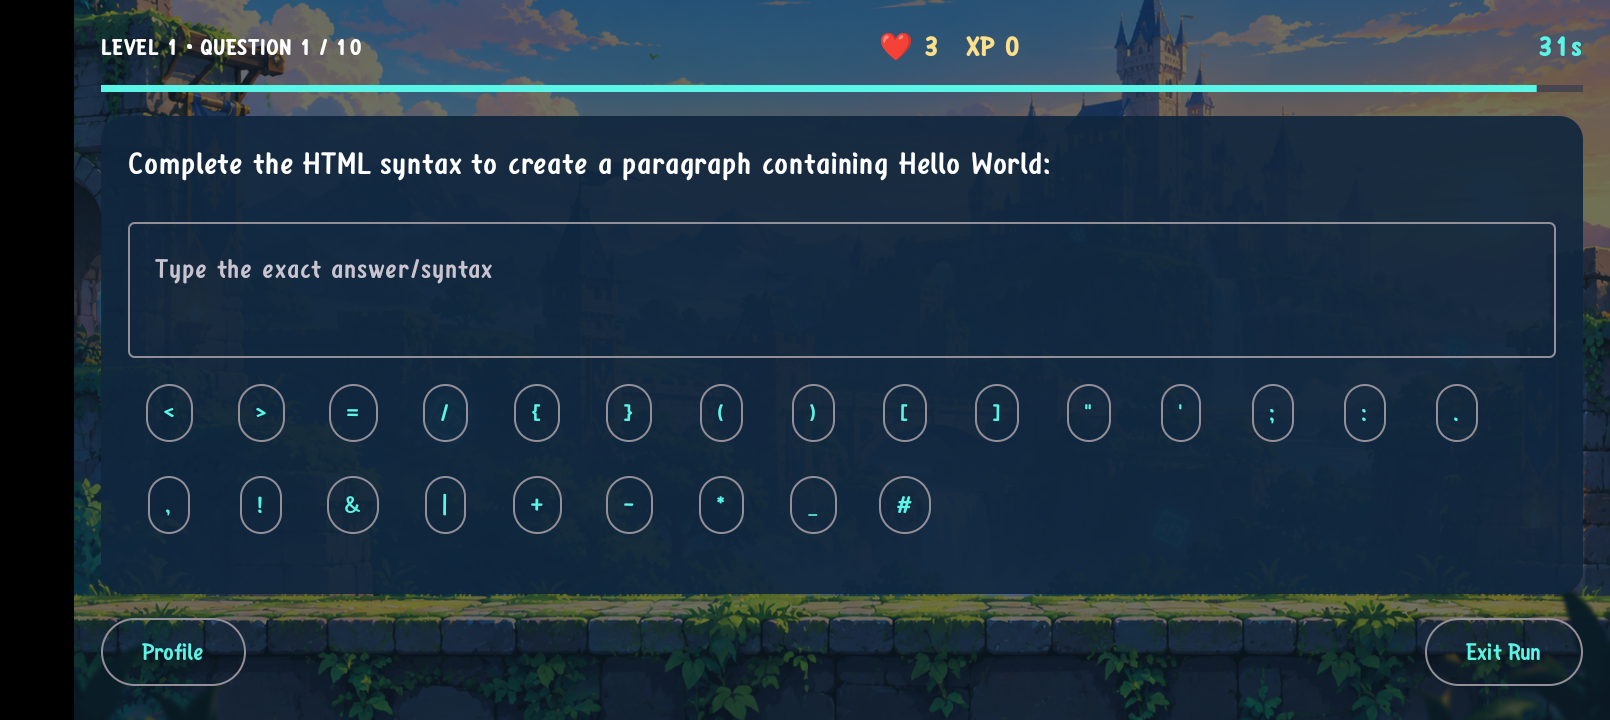 LEVEL 1 • QUESTION 1 / 10
❤️ 3 XP 0
31s
Complete the HTML syntax to create a paragraph containing Hello World:
Type the exact answer/syntax
< > = / { } ( ) [ ] " ' ; : .
, ! & | + - * _ #
Profile
Exit Run